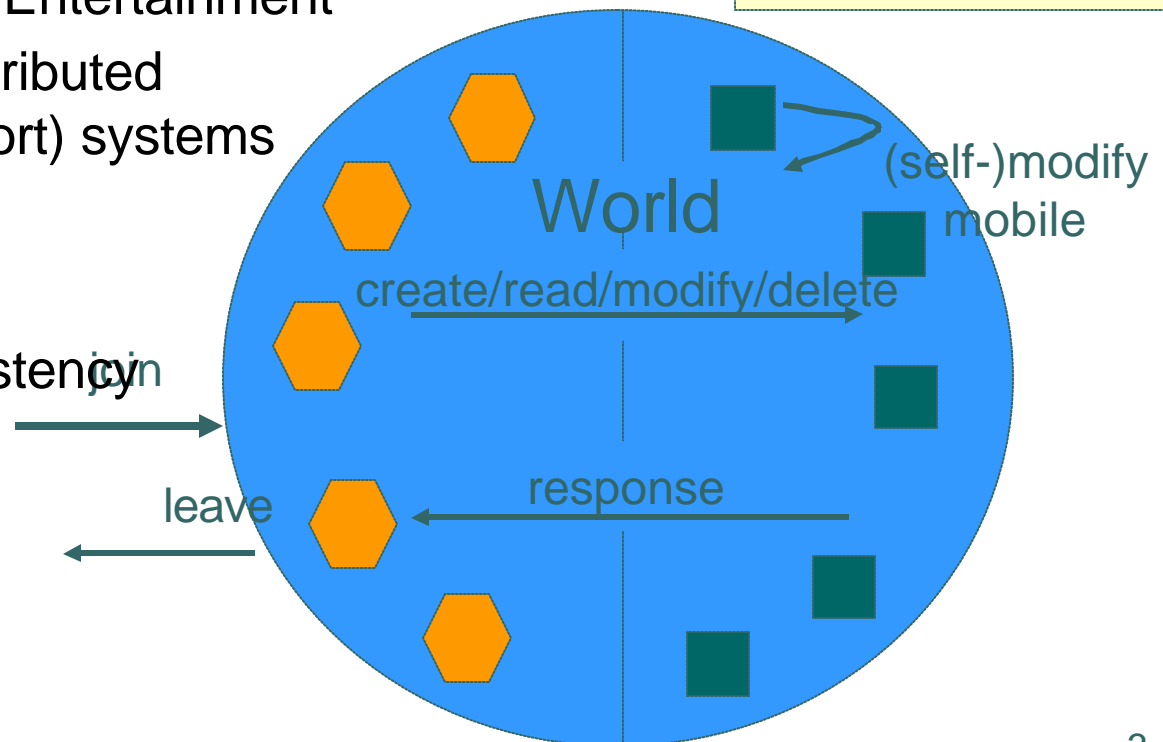 Entertainment
ributed
ort) systems
(self-)modify
mobile
World
create/read/modify/delete
stency
join
leave
response